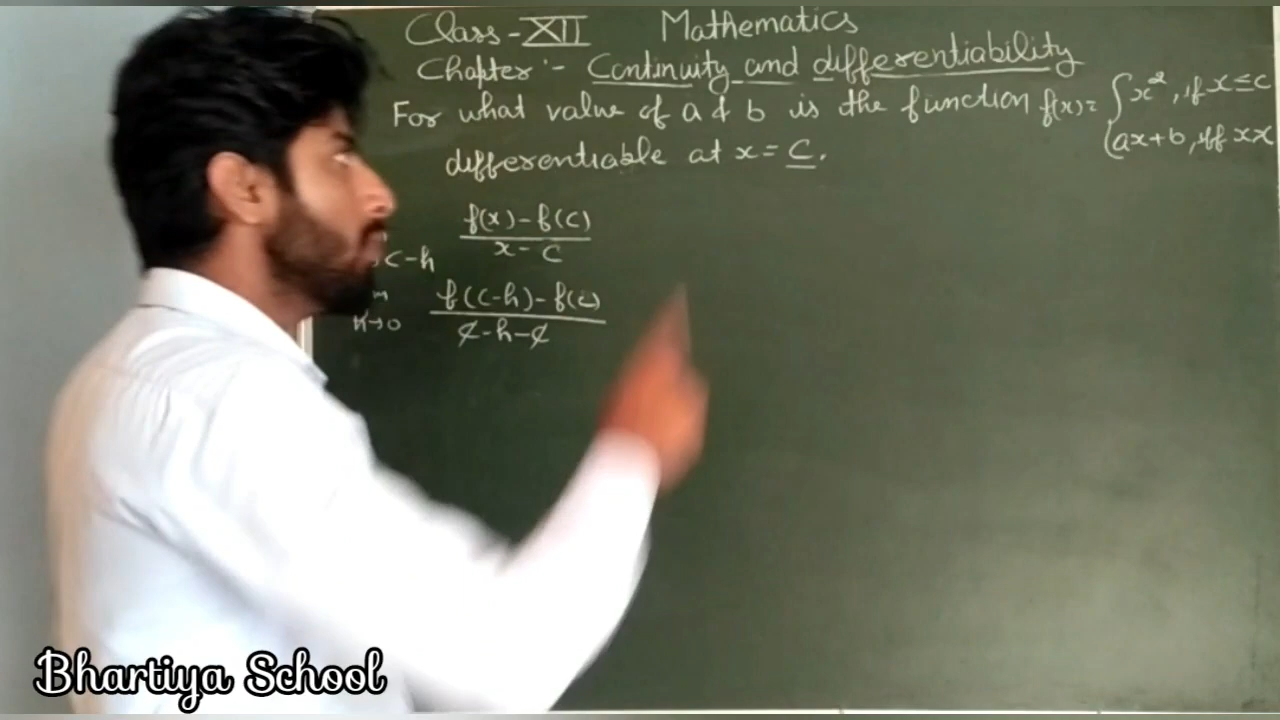 Class-XII Mathematics
Chapter:- Continuity and differentiability
For what value of a & b is the function f(x)= { x², if x≤c
ax+b, iff x
differentiable at x= c.
f(x)-f(c)
x-c
c-h
f(c-h)-f(c)
h→0
c-h-c
Bhartiya School